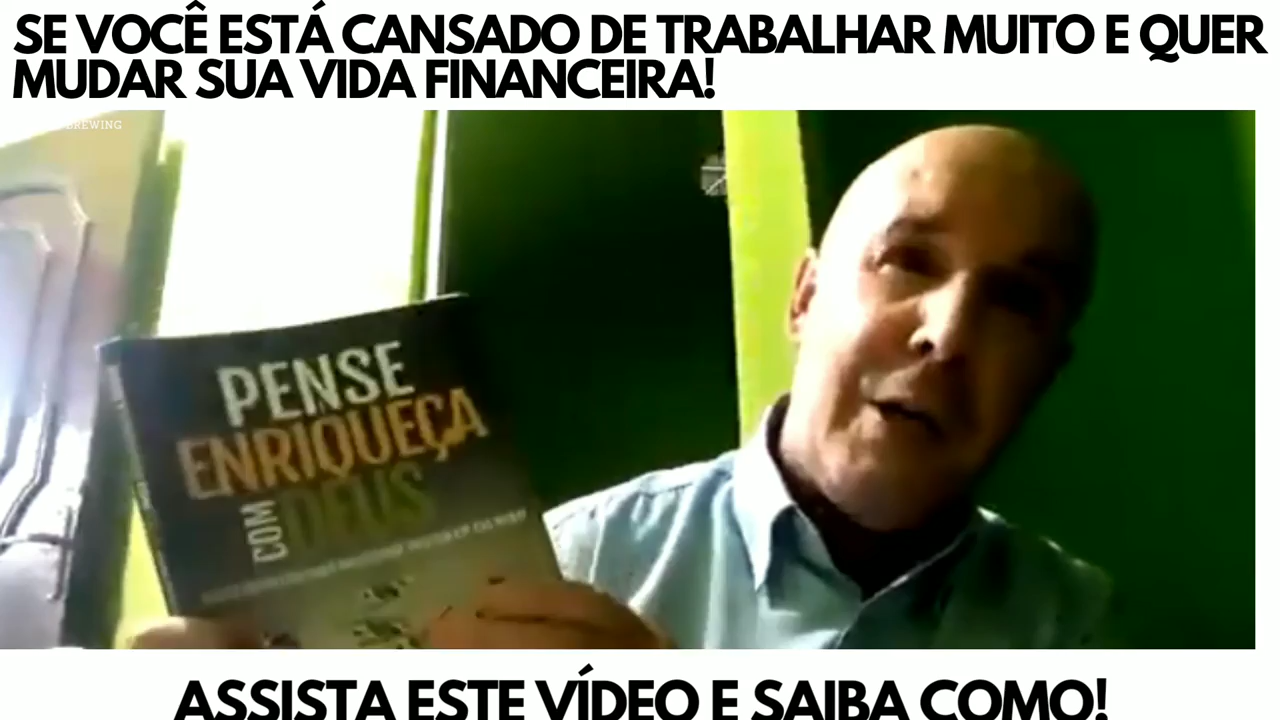 SE VOCÊ ESTÁ CANSADO DE TRABALHAR MUITO E QUER
MUDAR SUA VIDA FINANCEIRA!
BREWING
PENSE
ENRIQUEÇA
COM DEUS
ASSISTA ESTE VÍDEO E SAIBA COMO!